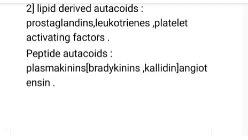 2] lipid derived autacoids :
prostaglandins,leukotrienes ,platelet
activating factors .
Peptide autacoids :
plasmakinins[bradykinins ,kallidin]angiot
ensin .